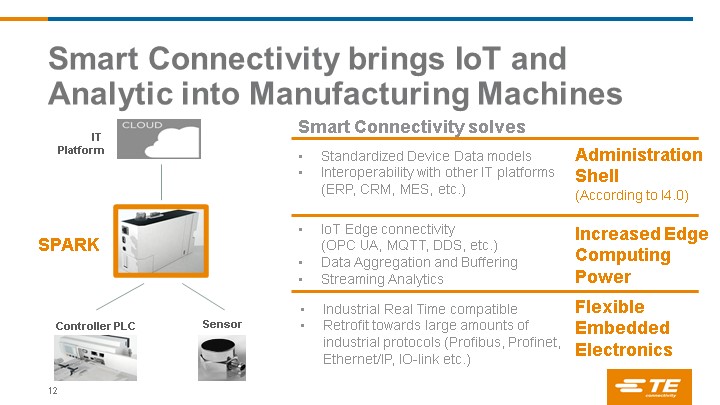 Smart Connectivity brings IoT and
Analytic into Manufacturing Machines
IT
Platform
CLOUD
SPARK
Controller PLC
Sensor
Smart Connectivity solves
• Standardized Device Data models
• Interoperability with other IT platforms
(ERP, CRM, MES, etc.)
Administration
Shell
(According to I4.0)
• IoT Edge connectivity
(OPC UA, MQTT, DDS, etc.)
• Data Aggregation and Buffering
• Streaming Analytics
Increased Edge
Computing
Power
• Industrial Real Time compatible
• Retrofit towards large amounts of
industrial protocols (Profibus, Profinet,
Ethernet/IP, IO-link etc.)
Flexible
Embedded
Electronics
12
TE
connectivity